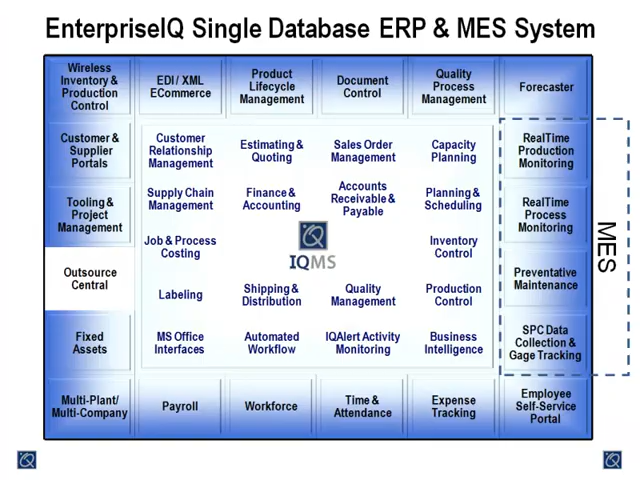 EnterpriseIQ Single Database ERP & MES System
Wireless
Inventory &
Production
Control
EDI / XML
ECommerce
Product
Lifecycle
Management
Document
Control
Quality
Process
Management
Forecaster
Customer &
Supplier
Portals
Customer
Relationship
Management
Estimating &
Quoting
Sales Order
Management
Capacity
Planning
RealTime
Production
Monitoring
Tooling &
Project
Management
Supply Chain
Management
Finance &
Accounting
Accounts
Receivable &
Payable
Planning &
Scheduling
RealTime
Process
Monitoring
MES
Outsource
Central
Job & Process
Costing
IQ
IQMS
Inventory
Control
Preventative
Maintenance
Labeling
Shipping &
Distribution
Quality
Management
Production
Control
Fixed
Assets
MS Office
Interfaces
Automated
Workflow
IQAlert Activity
Monitoring
Business
Intelligence
SPC Data
Collection &
Gage Tracking
Multi-Plant/
Multi-Company
Payroll
Workforce
Time &
Attendance
Expense
Tracking
Employee
Self-Service
Portal
IQ
IQ